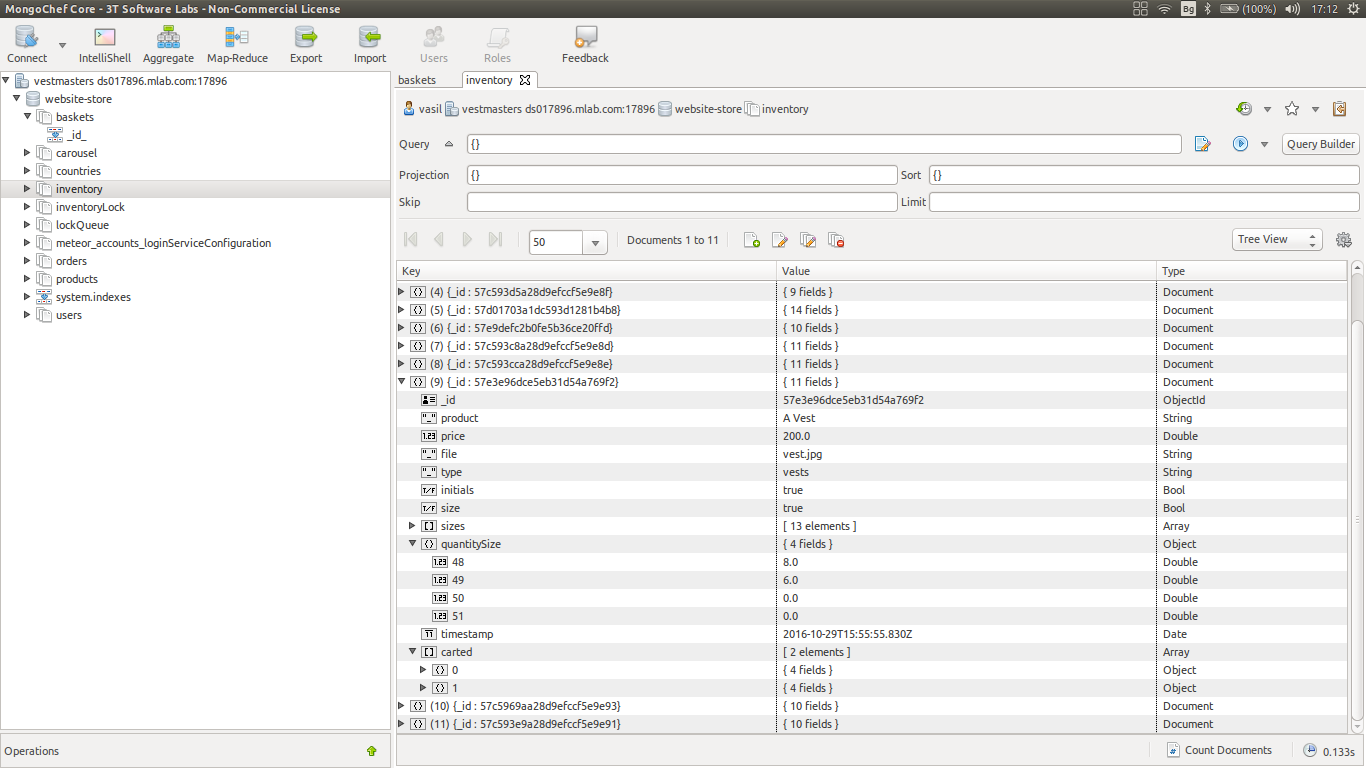 MongoChef Core - 3T Software Labs - Non-Commercial License
Bg (100%) 17:12
Connect IntelliShell Aggregate Map-Reduce Export Import Users Roles Feedback
vestmasters ds017896.mlab.com:17896
website-store
baskets
_id_
carousel
countries
inventory
inventoryLock
lockQueue
meteor_accounts_loginServiceConfiguration
orders
products
system.indexes
users
Operations
baskets inventory
vasil vestmasters ds017896.mlab.com:17896 website-store inventory
Query {} Query Builder
Projection {} Sort {}
Skip Limit
50 Documents 1 to 11 Tree View
Key Value Type
(4) {_id : 57c593d5a28d9efccf5e9e8f} { 9 fields } Document
(5) {_id : 57d01703a1dc593d1281b4b8} { 14 fields } Document
(6) {_id : 57e9defc2b0fe5b36ce20ffd} { 10 fields } Document
(7) {_id : 57c593c8a28d9efccf5e9e8d} { 11 fields } Document
(8) {_id : 57c593cca28d9efccf5e9e8e} { 11 fields } Document
(9) {_id : 57e3e96dce5eb31d54a769f2} { 11 fields } Document
_id 57e3e96dce5eb31d54a769f2 ObjectId
"_" product A Vest String
1.23 price 200.0 Double
"_" file vest.jpg String
"_" type vests String
T/F initials true Bool
T/F size true Bool
[] sizes [ 13 elements ] Array
{} quantitySize { 4 fields } Object
1.23 48 8.0 Double
1.23 49 6.0 Double
1.23 50 0.0 Double
1.23 51 0.0 Double
timestamp 2016-10-29T15:55:55.830Z Date
[] carted [ 2 elements ] Array
{} 0 { 4 fields } Object
{} 1 { 4 fields } Object
(10) {_id : 57c5969aa28d9efccf5e9e93} { 10 fields } Document
(11) {_id : 57c593e9a28d9efccf5e9e91} { 10 fields } Document
Count Documents 0.133s